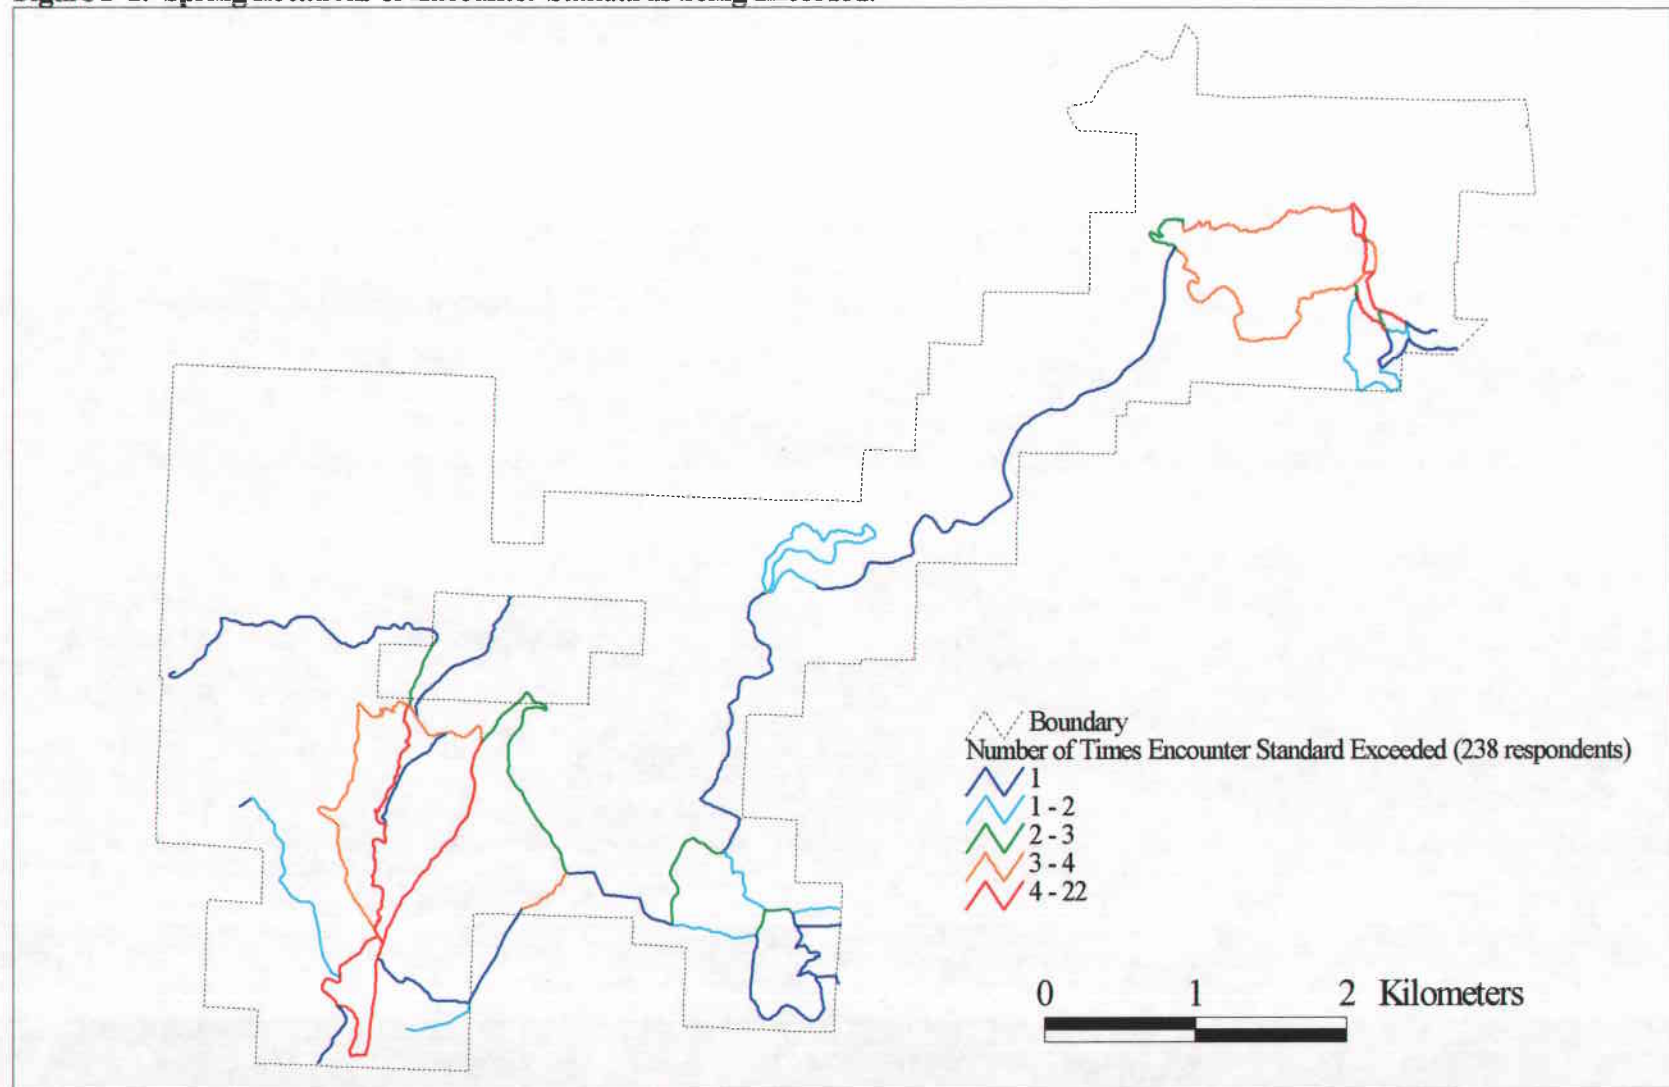 Boundary
Number of Times Encounter Standard Exceeded (238 respondents)
1
1 - 2
2 - 3
3 - 4
4 - 22
0 1 2 Kilometers